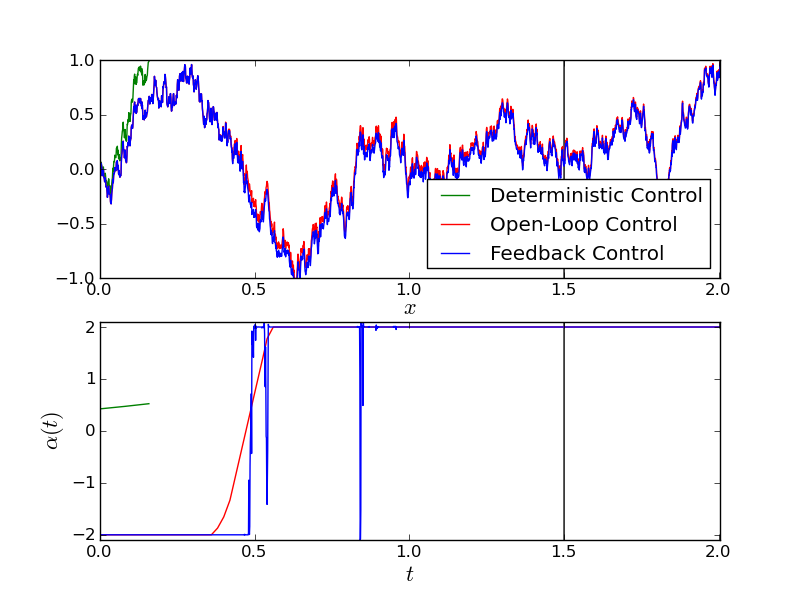 1.0
0.5
0.0
−0.5
−1.0
Deterministic Control
Open-Loop Control
Feedback Control
0.0 0.5 1.0 1.5 2.0
x
2
1
0
−1
−2
α(t)
0.0 0.5 1.0 1.5 2.0
t